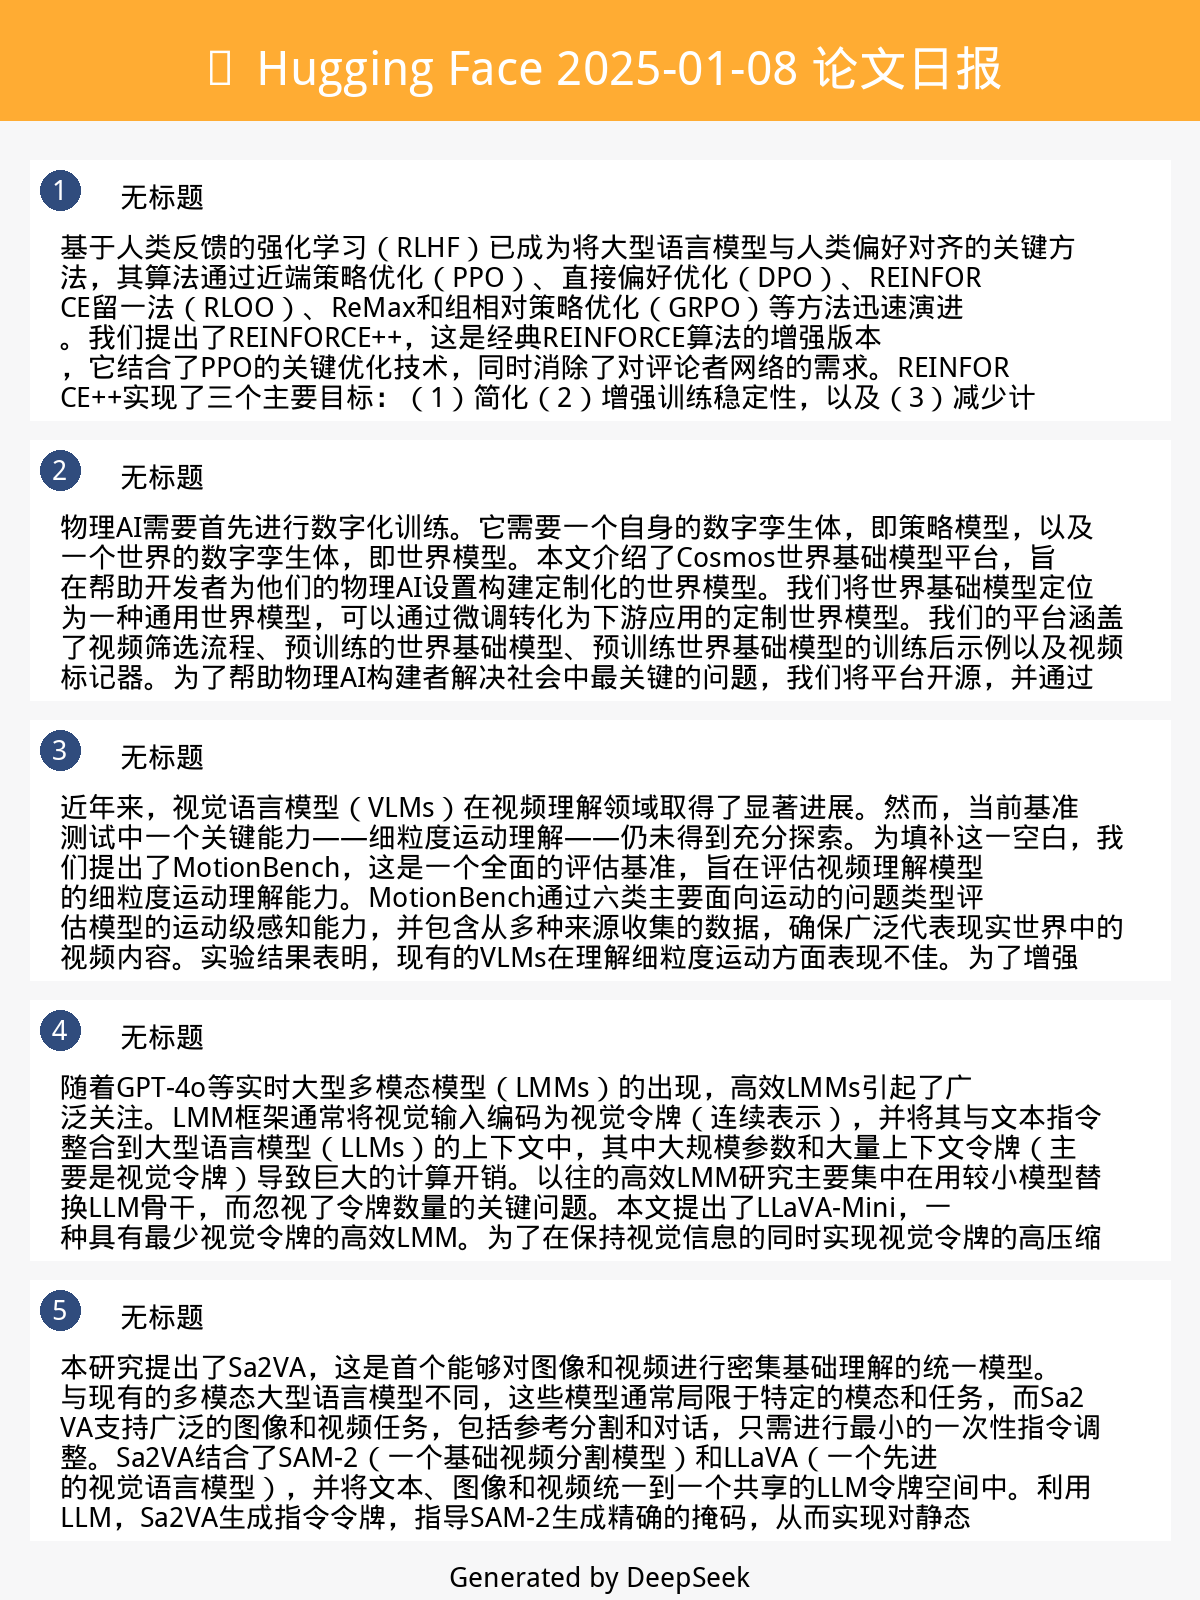 Hugging Face 2025-01-08 论文日报
1 无标题
基于人类反馈的强化学习（RLHF）已成为将大型语言模型与人类偏好对齐的关键方
法，其算法通过近端策略优化（PPO）、直接偏好优化（DPO）、REINFOR
CE留一法（RLOO）、ReMax和组相对策略优化（GRPO）等方法迅速演进
。我们提出了REINFORCE++，这是经典REINFORCE算法的增强版本
，它结合了PPO的关键优化技术，同时消除了对评论者网络的需求。REINFOR
CE++实现了三个主要目标：（1）简化（2）增强训练稳定性，以及（3）减少计
2 无标题
物理AI需要首先进行数字化训练。它需要一个自身的数字孪生体，即策略模型，以及
一个世界的数字孪生体，即世界模型。本文介绍了Cosmos世界基础模型平台，旨
在帮助开发者为他们的物理AI设置构建定制化的世界模型。我们将世界基础模型定位
为一种通用世界模型，可以通过微调转化为下游应用的定制世界模型。我们的平台涵盖
了视频筛选流程、预训练的世界基础模型、预训练世界基础模型的训练后示例以及视频
标记器。为了帮助物理AI构建者解决社会中最关键的问题，我们将平台开源，并通过
3 无标题
近年来，视觉语言模型（VLMs）在视频理解领域取得了显著进展。然而，当前基准
测试中一个关键能力——细粒度运动理解——仍未得到充分探索。为填补这一空白，我
们提出了MotionBench，这是一个全面的评估基准，旨在评估视频理解模型
的细粒度运动理解能力。MotionBench通过六类主要面向运动的问题类型评
估模型的运动级感知能力，并包含从多种来源收集的数据，确保广泛代表现实世界中的
视频内容。实验结果表明，现有的VLMs在理解细粒度运动方面表现不佳。为了增强
4 无标题
随着GPT-4o等实时大型多模态模型（LMMs）的出现，高效LMMs引起了广
泛关注。LMM框架通常将视觉输入编码为视觉令牌（连续表示），并将其与文本指令
整合到大型语言模型（LLMs）的上下文中，其中大规模参数和大量上下文令牌（主
要是视觉令牌）导致巨大的计算开销。以往的高效LMM研究主要集中在用较小模型替
换LLM骨干，而忽视了令牌数量的关键问题。本文提出了LLaVA-Mini，一
种具有最少视觉令牌的高效LMM。为了在保持视觉信息的同时实现视觉令牌的高压缩
5 无标题
本研究提出了Sa2VA，这是首个能够对图像和视频进行密集基础理解的统一模型。
与现有的多模态大型语言模型不同，这些模型通常局限于特定的模态和任务，而Sa2
VA支持广泛的图像和视频任务，包括参考分割和对话，只需进行最小的一次性指令调
整。Sa2VA结合了SAM-2（一个基础视频分割模型）和LLaVA（一个先进
的视觉语言模型），并将文本、图像和视频统一到一个共享的LLM令牌空间中。利用
LLM，Sa2VA生成指令令牌，指导SAM-2生成精确的掩码，从而实现对静态
Generated by DeepSeek